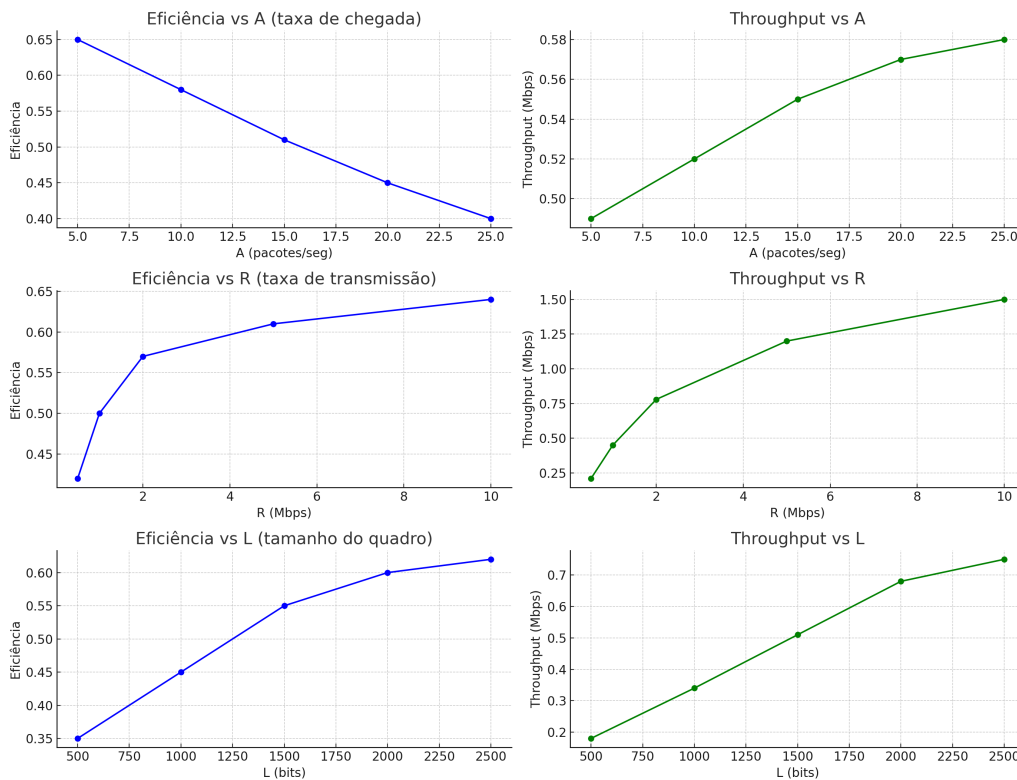 Eficiência vs A (taxa de chegada)
Eficiência
0.65
0.60
0.55
0.50
0.45
0.40
5.0 7.5 10.0 12.5 15.0 17.5 20.0 22.5 25.0
A (pacotes/seg)
Throughput vs A
Throughput (Mbps)
0.58
0.56
0.54
0.52
0.50
5.0 7.5 10.0 12.5 15.0 17.5 20.0 22.5 25.0
A (pacotes/seg)
Eficiência vs R (taxa de transmissão)
Eficiência
0.65
0.60
0.55
0.50
0.45
2 4 6 8 10
R (Mbps)
Throughput vs R
Throughput (Mbps)
1.50
1.25
1.00
0.75
0.50
0.25
2 4 6 8 10
R (Mbps)
Eficiência vs L (tamanho do quadro)
Eficiência
0.60
0.55
0.50
0.45
0.40
0.35
500 750 1000 1250 1500 1750 2000 2250 2500
L (bits)
Throughput vs L
Throughput (Mbps)
0.7
0.6
0.5
0.4
0.3
0.2
500 750 1000 1250 1500 1750 2000 2250 2500
L (bits)